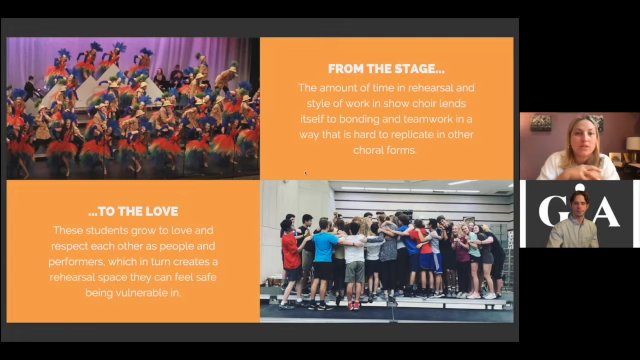 FROM THE STAGE...
The amount of time in rehearsal and
style of work in show choir lends
itself to bonding and teamwork in a
way that is hard to replicate in other
choral forms.
...TO THE LOVE
These students grow to love and
respect each other as people and
performers, which in turn creates a
rehearsal space they can feel safe
being vulnerable in.
GiA